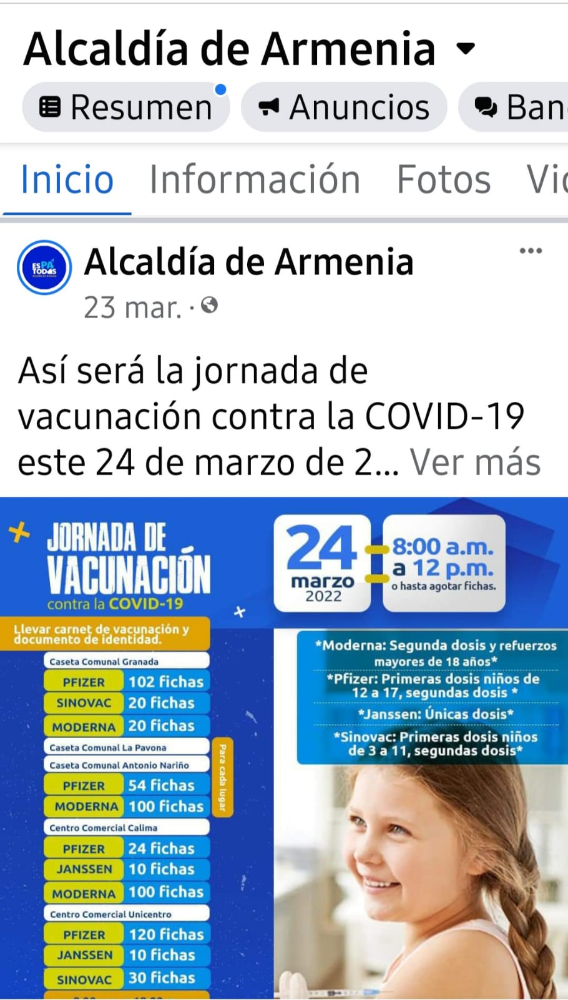 Alcaldía de Armenia
Resumen
Anuncios
Inicio
Información
Fotos
Alcaldía de Armenia
23 mar. ·
ES PA
TODOS
Así será la jornada de
vacunación contra la COVID-19
este 24 de marzo de 2... Ver más
JORNADA DE
VACUNACIÓN
contra la COVID-19
24
marzo
2022
8:00 a.m.
a 12 p.m.
o hasta agotar fichas.
Llevar carnet de vacunación y
documento de identidad.
Caseta Comunal Granada
PFIZER 102 fichas
SINOVAC 20 fichas
MODERNA 20 fichas
Caseta Comunal La Pavona
Caseta Comunal Antonio Nariño
PFIZER 54 fichas
MODERNA 100 fichas
Para cada lugar
Centro Comercial Calima
PFIZER 24 fichas
JANSSEN 10 fichas
MODERNA 100 fichas
Centro Comercial Unicentro
PFIZER 120 fichas
JANSSEN 10 fichas
SINOVAC 30 fichas
*Moderna: Segunda dosis y refuerzos
mayores de 18 años*
*Pfizer: Primeras dosis niños de
12 a 17, segundas dosis *
*Janssen: Únicas dosis*
*Sinovac: Primeras dosis niños
de 3 a 11, segundas dosis*